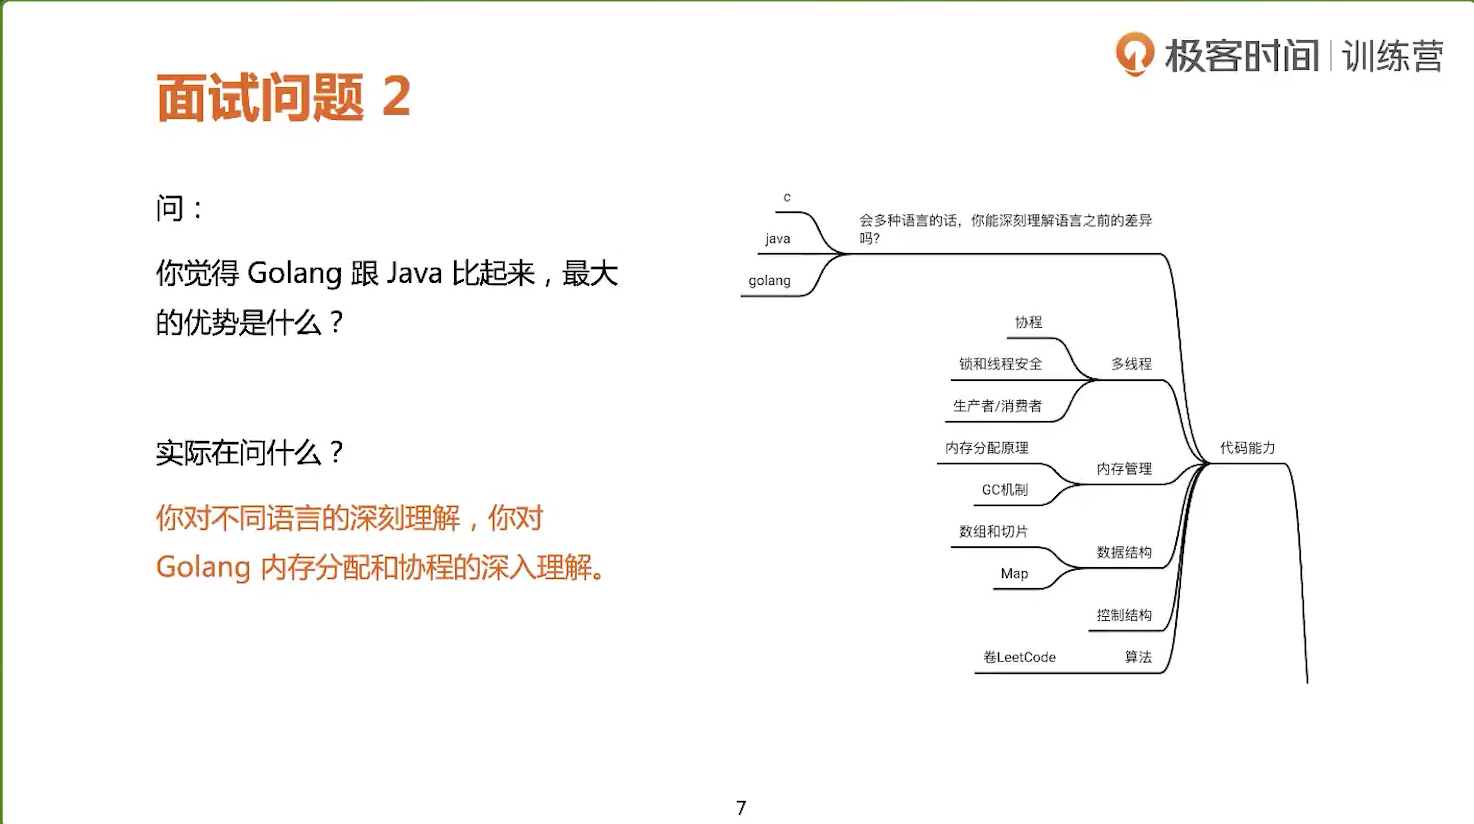 极客时间 | 训练营
面试问题 2
问：
你觉得 Golang 跟 Java 比起来，最大
的优势是什么？
实际在问什么？
你对不同语言的深刻理解，你对
Golang 内存分配和协程的深入理解。
c
java
golang
会多种语言的话，你能深刻理解语言之前的差异
吗?
协程
锁和线程安全
生产者/消费者
多线程
内存分配原理
GC机制
内存管理
数组和切片
Map
数据结构
控制结构
卷LeetCode
算法
代码能力
7